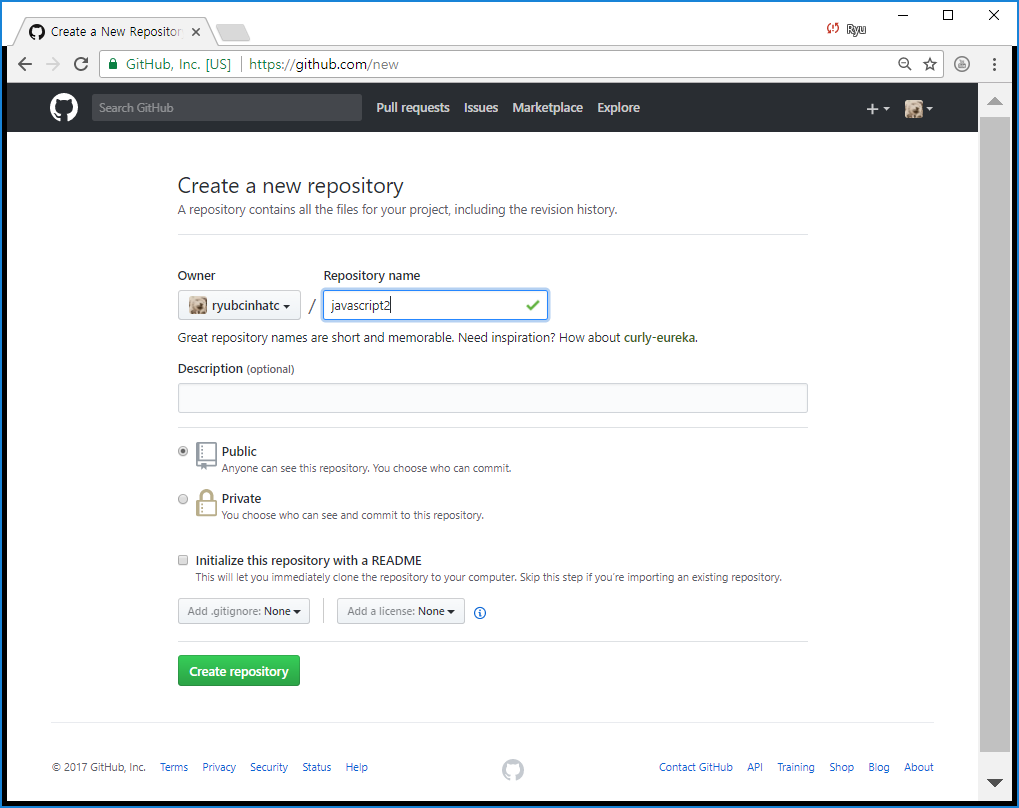 Create a New Repositor
Ryu
GitHub, Inc. [US] https://github.com/new
Search GitHub Pull requests Issues Marketplace Explore
Create a new repository
A repository contains all the files for your project, including the revision history.
Owner Repository name
ryubcinhatc / javascript2
Great repository names are short and memorable. Need inspiration? How about curly-eureka.
Description (optional)
Public
Anyone can see this repository. You choose who can commit.
Private
You choose who can see and commit to this repository.
Initialize this repository with a README
This will let you immediately clone the repository to your computer. Skip this step if you're importing an existing repository.
Add .gitignore: None Add a license: None
Create repository
© 2017 GitHub, Inc. Terms Privacy Security Status Help Contact GitHub API Training Shop Blog About